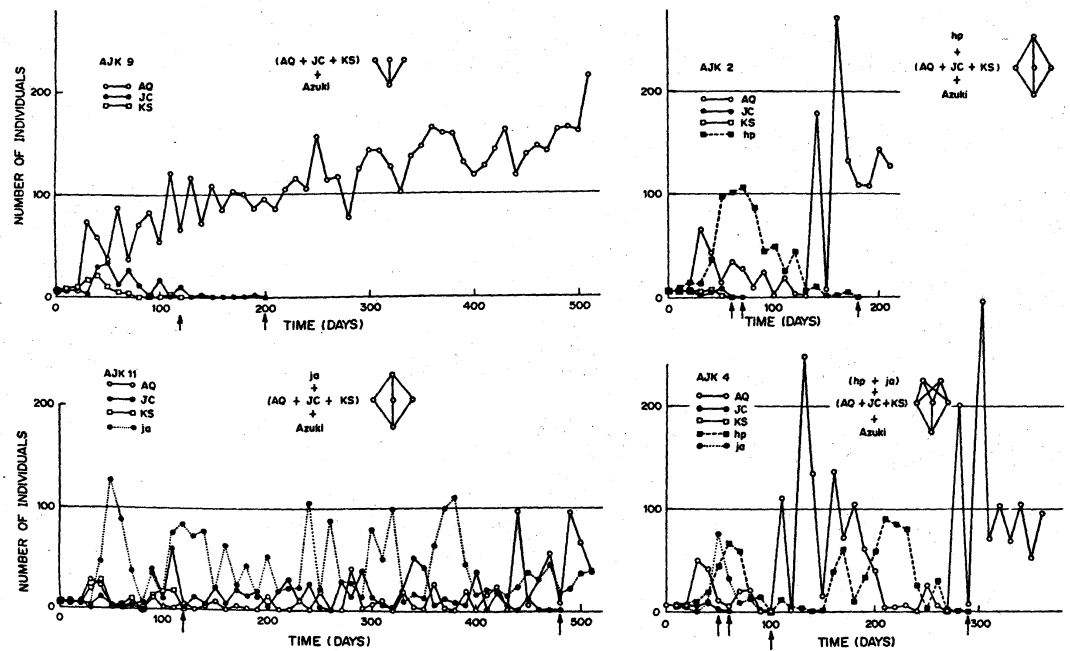 NUMBER OF INDIVIDUALS
200
100
0
AJK 9
AQ
JC
KS
(AQ + JC + KS)
+
Azuki
0
100
200
300
400
500
TIME (DAYS)
200
100
0
AJK 2
AQ
JC
KS
hp
hp
+
(AQ + JC + KS)
+
Azuki
0
100
200
TIME (DAYS)
NUMBER OF INDIVIDUALS
200
100
0
AJK 11
AQ
JC
KS
ja
ja
+
(AQ + JC + KS)
+
Azuki
0
100
200
300
400
500
TIME (DAYS)
200
100
0
AJK 4
AQ
JC
KS
hp
ja
(hp + ja)
+
(AQ + JC + KS)
+
Azuki
0
100
200
300
TIME (DAYS)